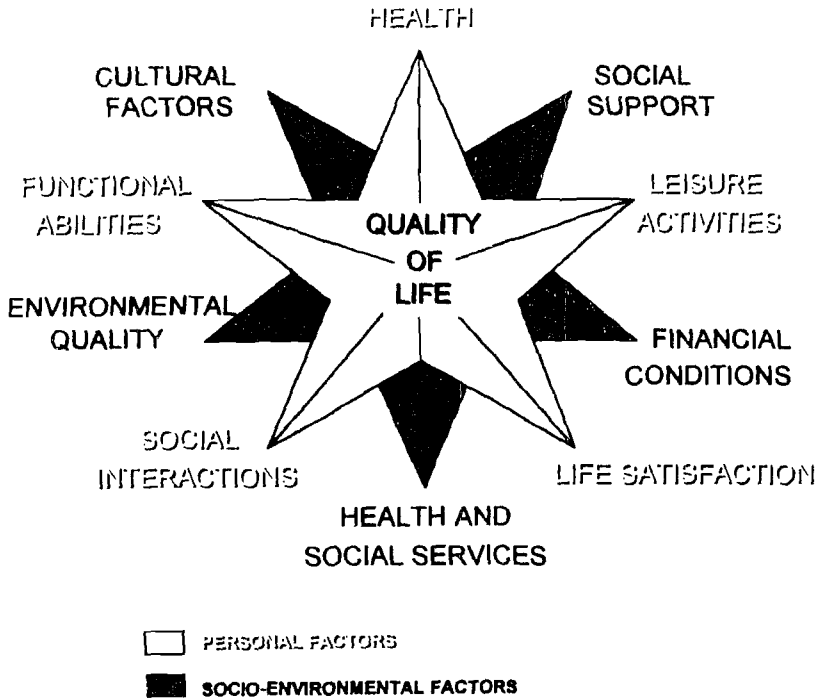 HEALTH
CULTURAL
FACTORS
SOCIAL
SUPPORT
FUNCTIONAL
ABILITIES
LEISURE
ACTIVITIES
QUALITY
OF
LIFE
ENVIRONMENTAL
QUALITY
FINANCIAL
CONDITIONS
SOCIAL
INTERACTIONS
LIFE SATISFACTION
HEALTH AND
SOCIAL SERVICES
PERSONAL FACTORS
SOCIO-ENVIRONMENTAL FACTORS